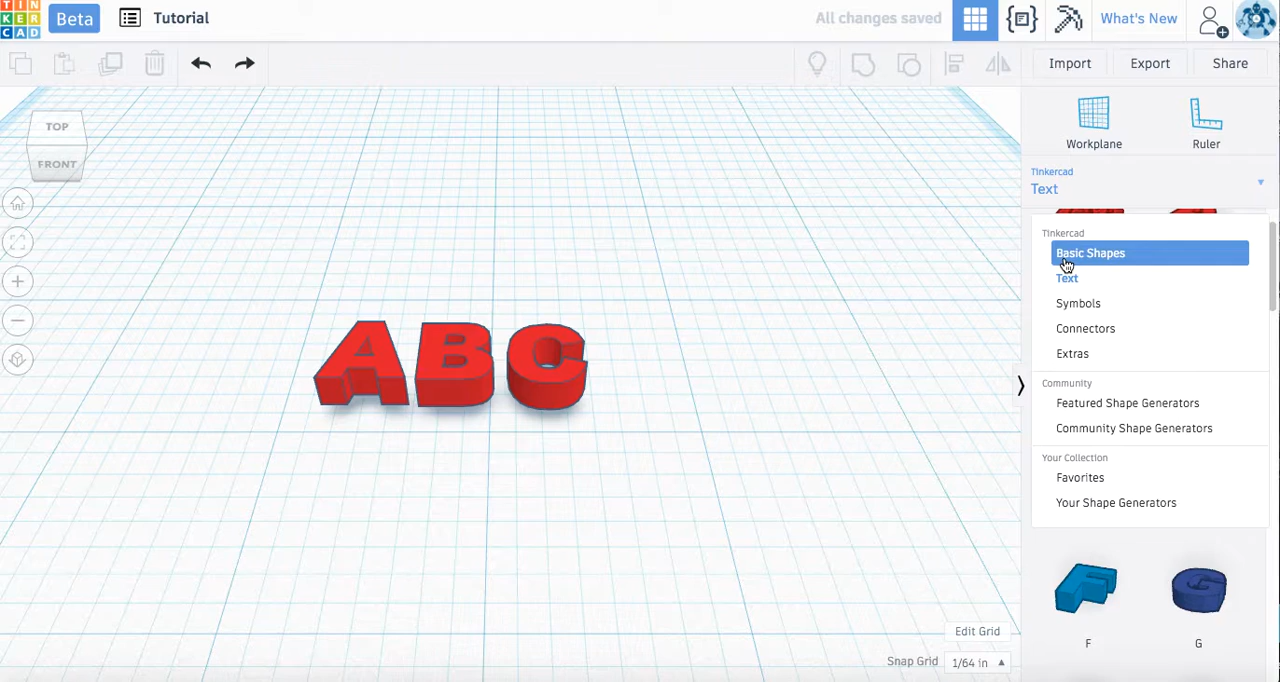 TIN
KER
CAD
Beta
Tutorial
All changes saved
What's New
Import
Export
Share
TOP
FRONT
Workplane
Ruler
Tinkercad
Text
Tinkercad
Basic Shapes
Text
Symbols
Connectors
Extras
Community
Featured Shape Generators
Community Shape Generators
Your Collection
Favorites
Your Shape Generators
ABC
F
G
F
G
Edit Grid
Snap Grid
1/64 in